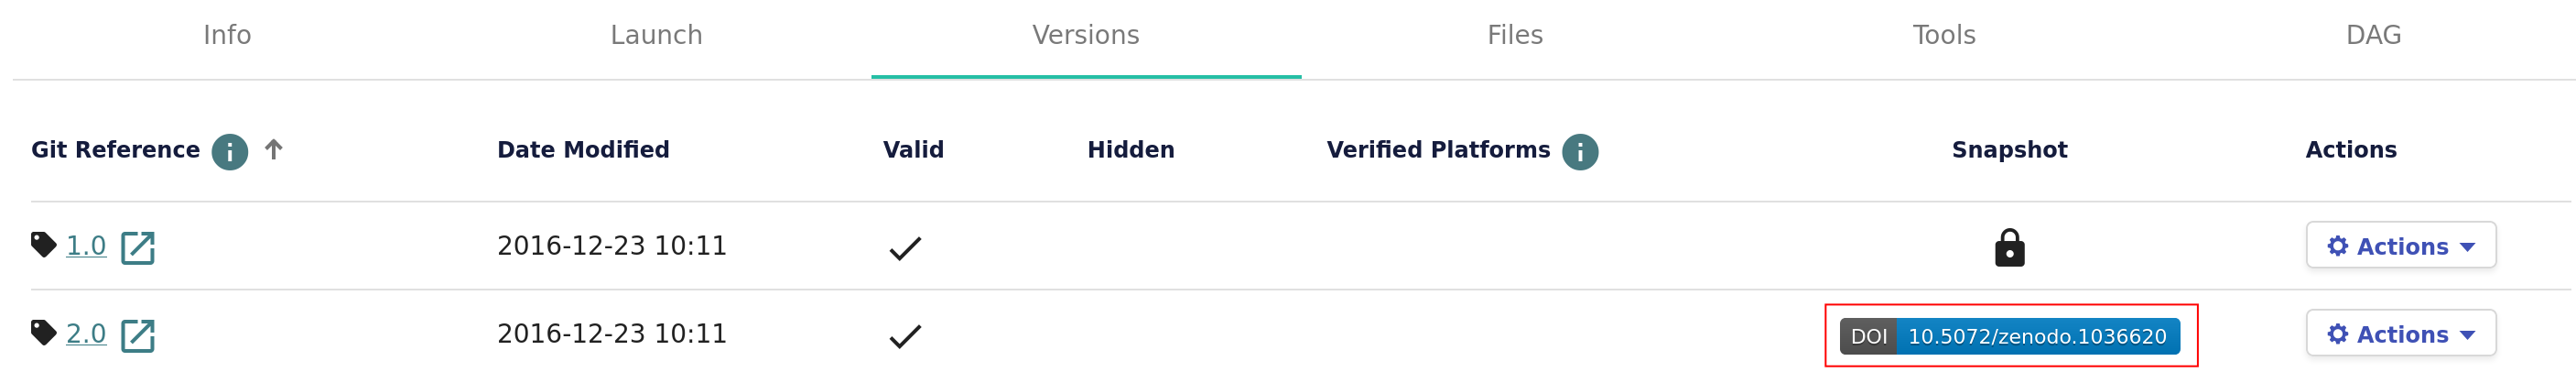 Info Launch Versions Files Tools DAG
Git Reference Date Modified Valid Hidden Verified Platforms Snapshot Actions
1.0 2016-12-23 10:11 Actions
2.0 2016-12-23 10:11 DOI 10.5072/zenodo.1036620 Actions